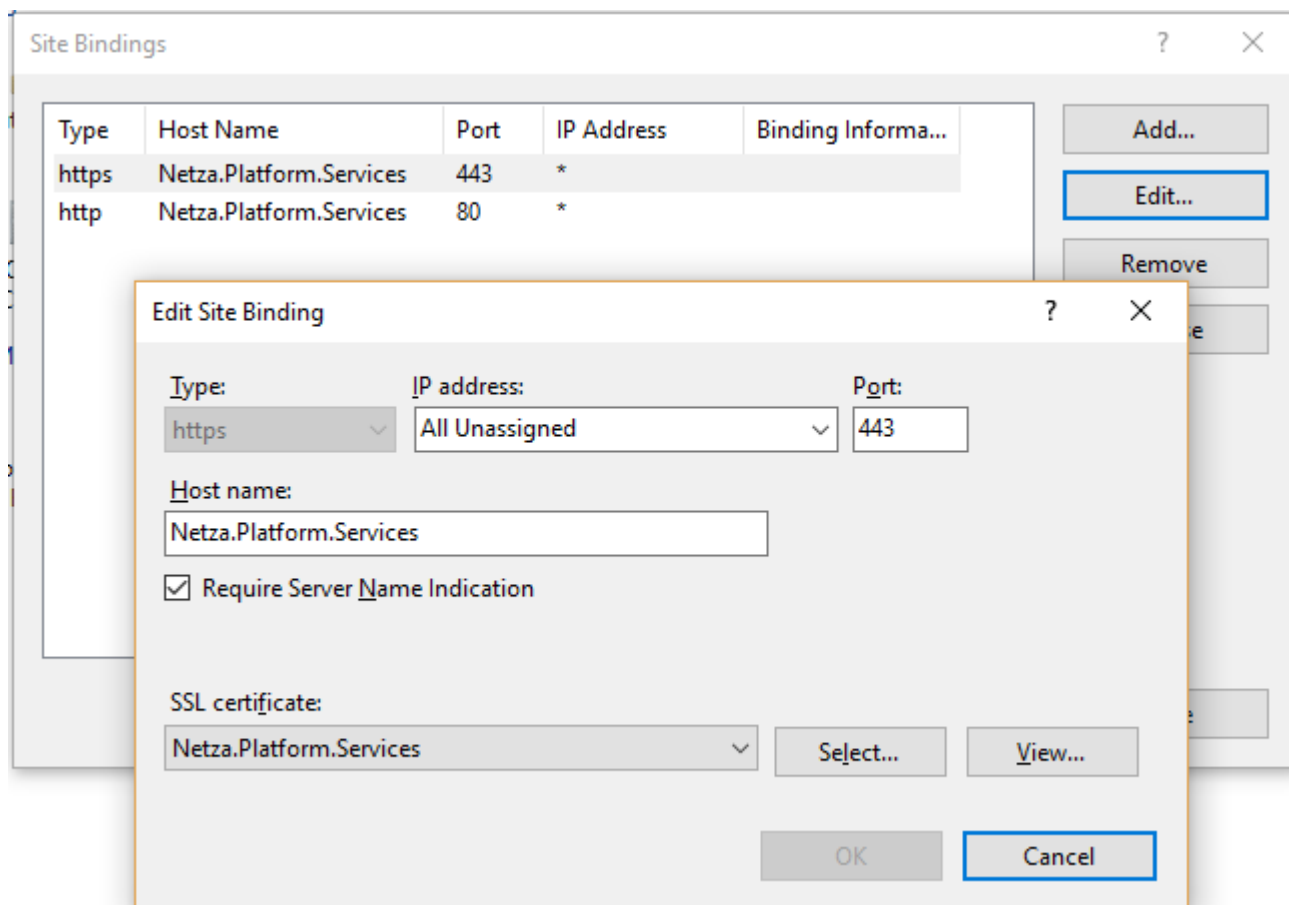 Site Bindings
Type Host Name Port IP Address Binding Informa...
https Netza.Platform.Services 443 *
http Netza.Platform.Services 80 *
Add...
Edit...
Remove
Edit Site Binding
Type: IP address: Port:
https All Unassigned 443
Host name:
Netza.Platform.Services
Require Server Name Indication
SSL certificate:
Netza.Platform.Services Select... View...
OK Cancel